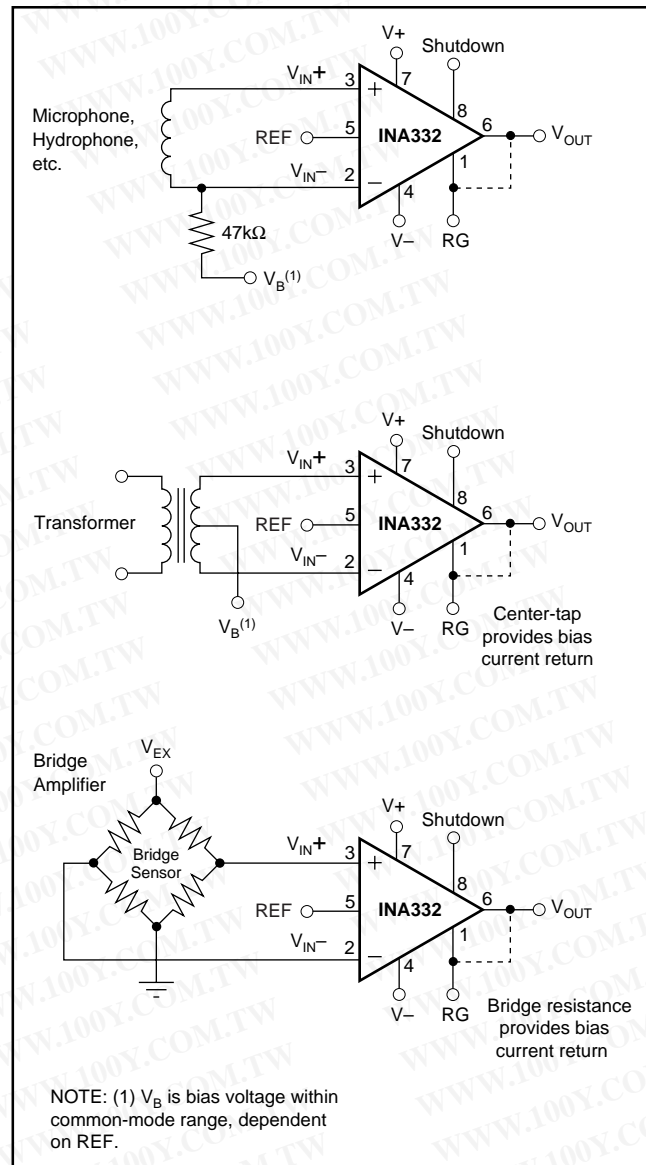 V+
Shutdown
VIN+ 3 + 7 8
Microphone,
Hydrophone,
etc.
REF 5 INA332 6 VOUT
VIN– 2 – 4 1
47kΩ
V– RG
VB(1)
V+
Shutdown
VIN+ 3 + 7 8
Transformer
REF 5 INA332 6 VOUT
VIN– 2 – 4 1
VB(1)
V– RG
Center-tap
provides bias
current return
Bridge
Amplifier
VEX
V+
Shutdown
VIN+ 3 + 7 8
Bridge
Sensor
REF 5 INA332 6 VOUT
VIN– 2 – 4 1
V– RG
Bridge resistance
provides bias
current return
NOTE: (1) VB is bias voltage within
common-mode range, dependent
on REF.
WWW.100Y.COM.TW